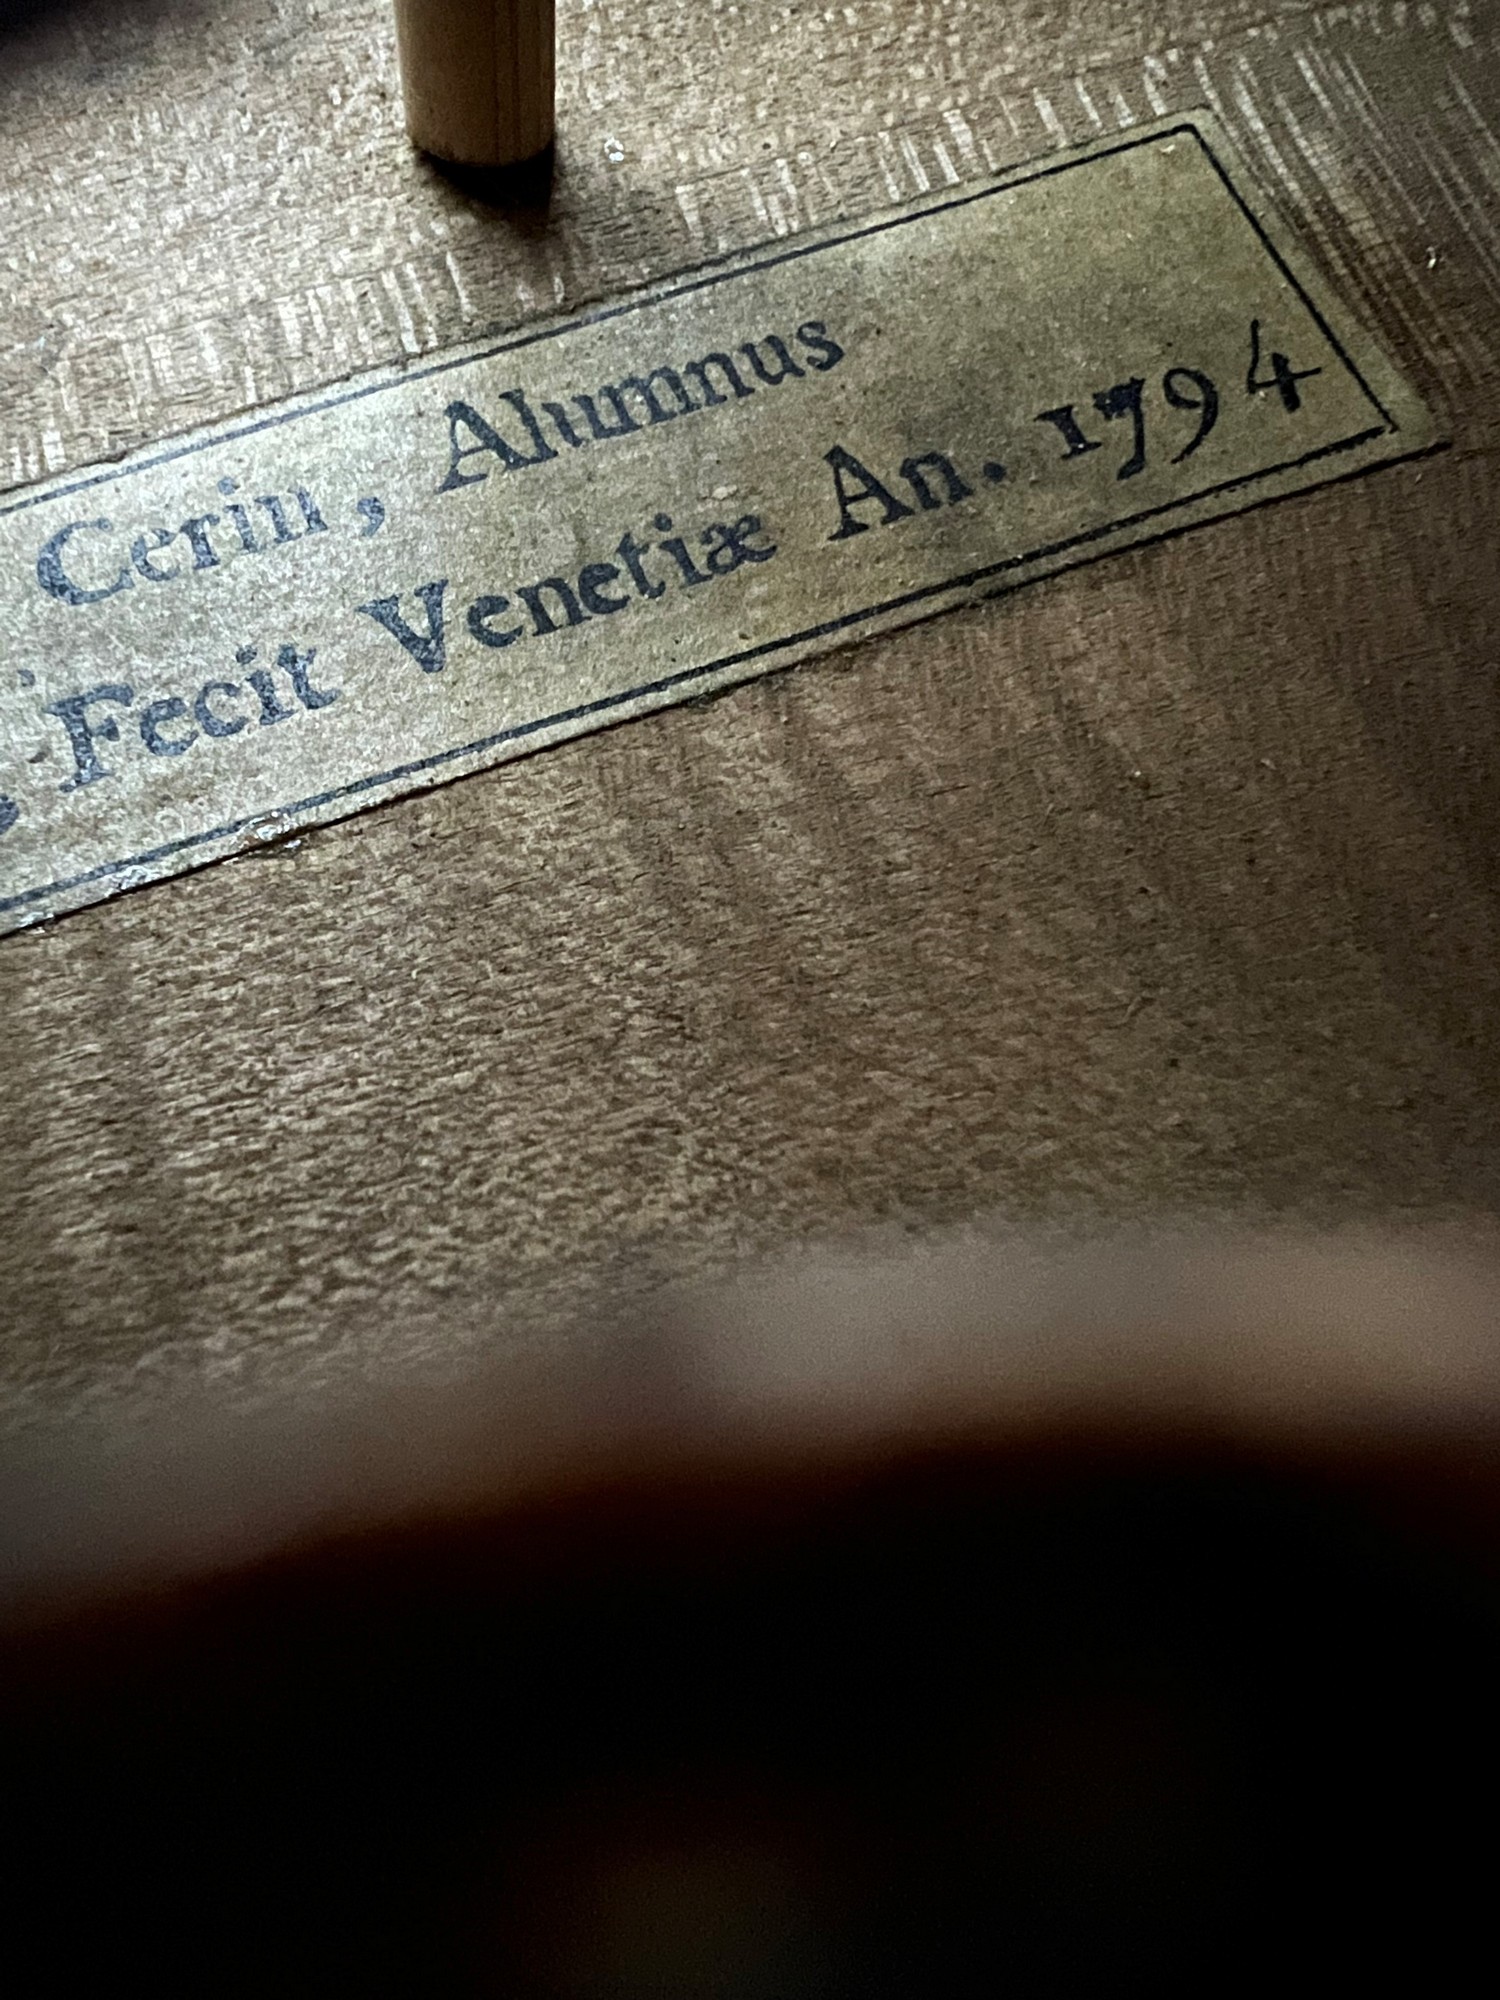 Cerin, Alumnus
Fecit Venetiæ An. 1794